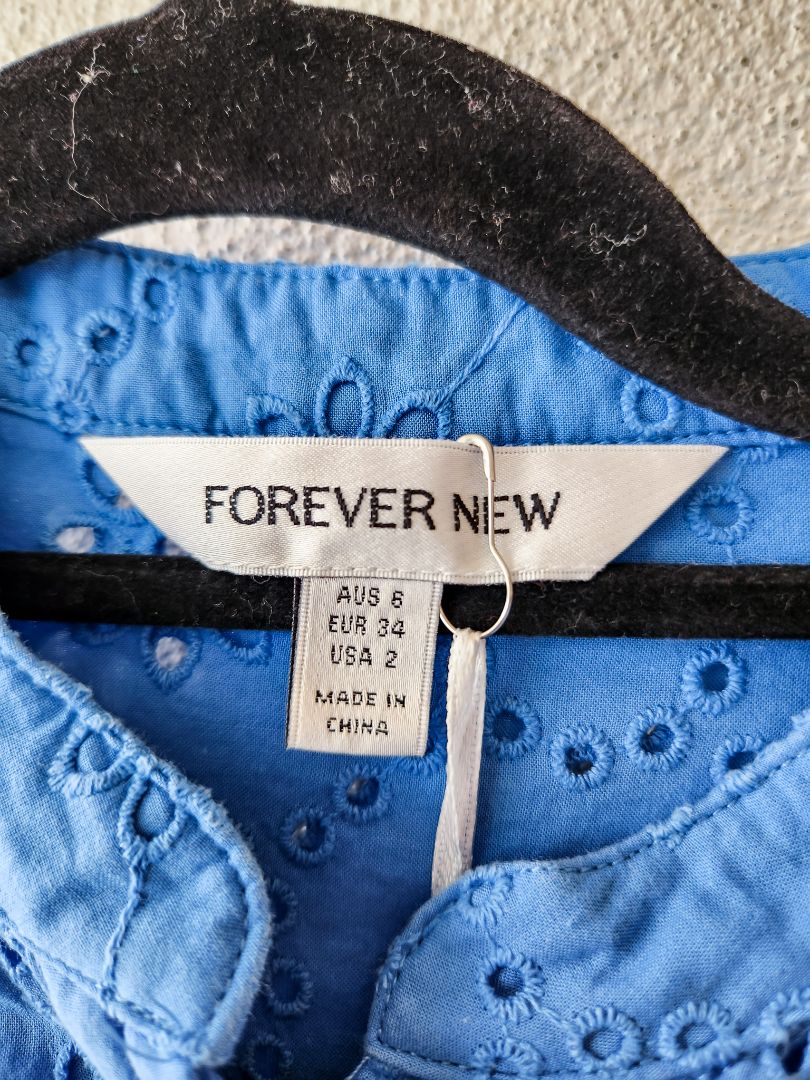 FOREVER NEW
AUS 6
EUR 34
USA 2
MADE IN
CHINA